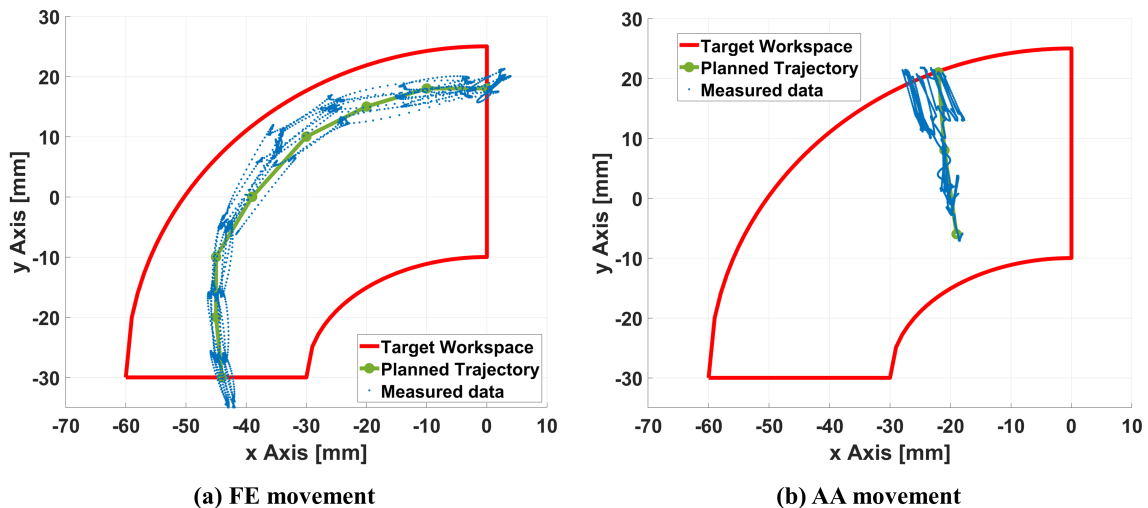 30
20
10
0
-10
-20
-30
y Axis [mm]
-70 -60 -50 -40 -30 -20 -10 0 10
x Axis [mm]
Target Workspace
Planned Trajectory
Measured data
(a) FE movement
30
20
10
0
-10
-20
-30
y Axis [mm]
-70 -60 -50 -40 -30 -20 -10 0 10
x Axis [mm]
Target Workspace
Planned Trajectory
Measured data
(b) AA movement